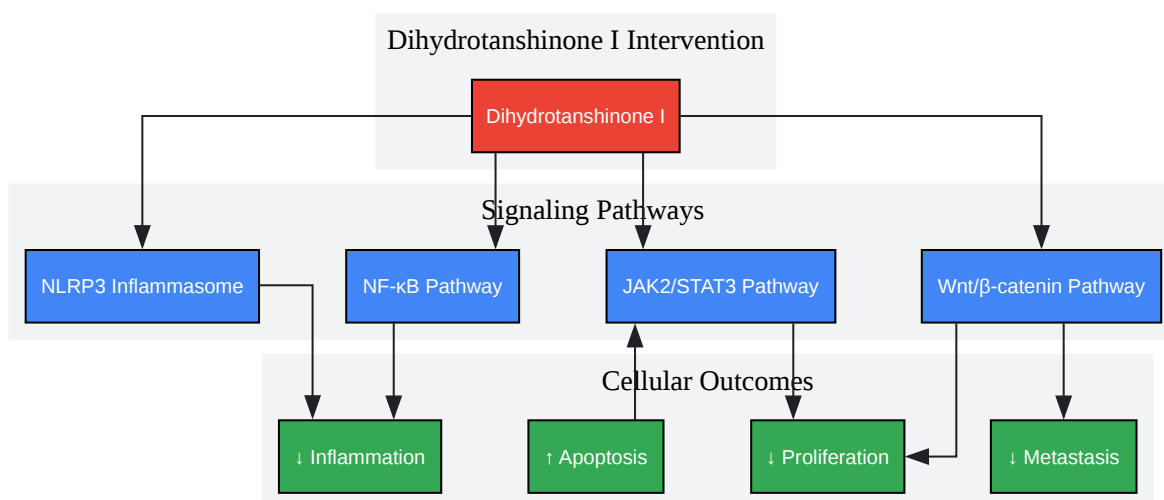 Dihydrotanshinone I Intervention
Dihydrotanshinone I
Signaling Pathways
NLRP3 Inflammasome
NF-κB Pathway
JAK2/STAT3 Pathway
Wnt/β-catenin Pathway
Cellular Outcomes
↓ Inflammation
↑ Apoptosis
↓ Proliferation
↓ Metastasis